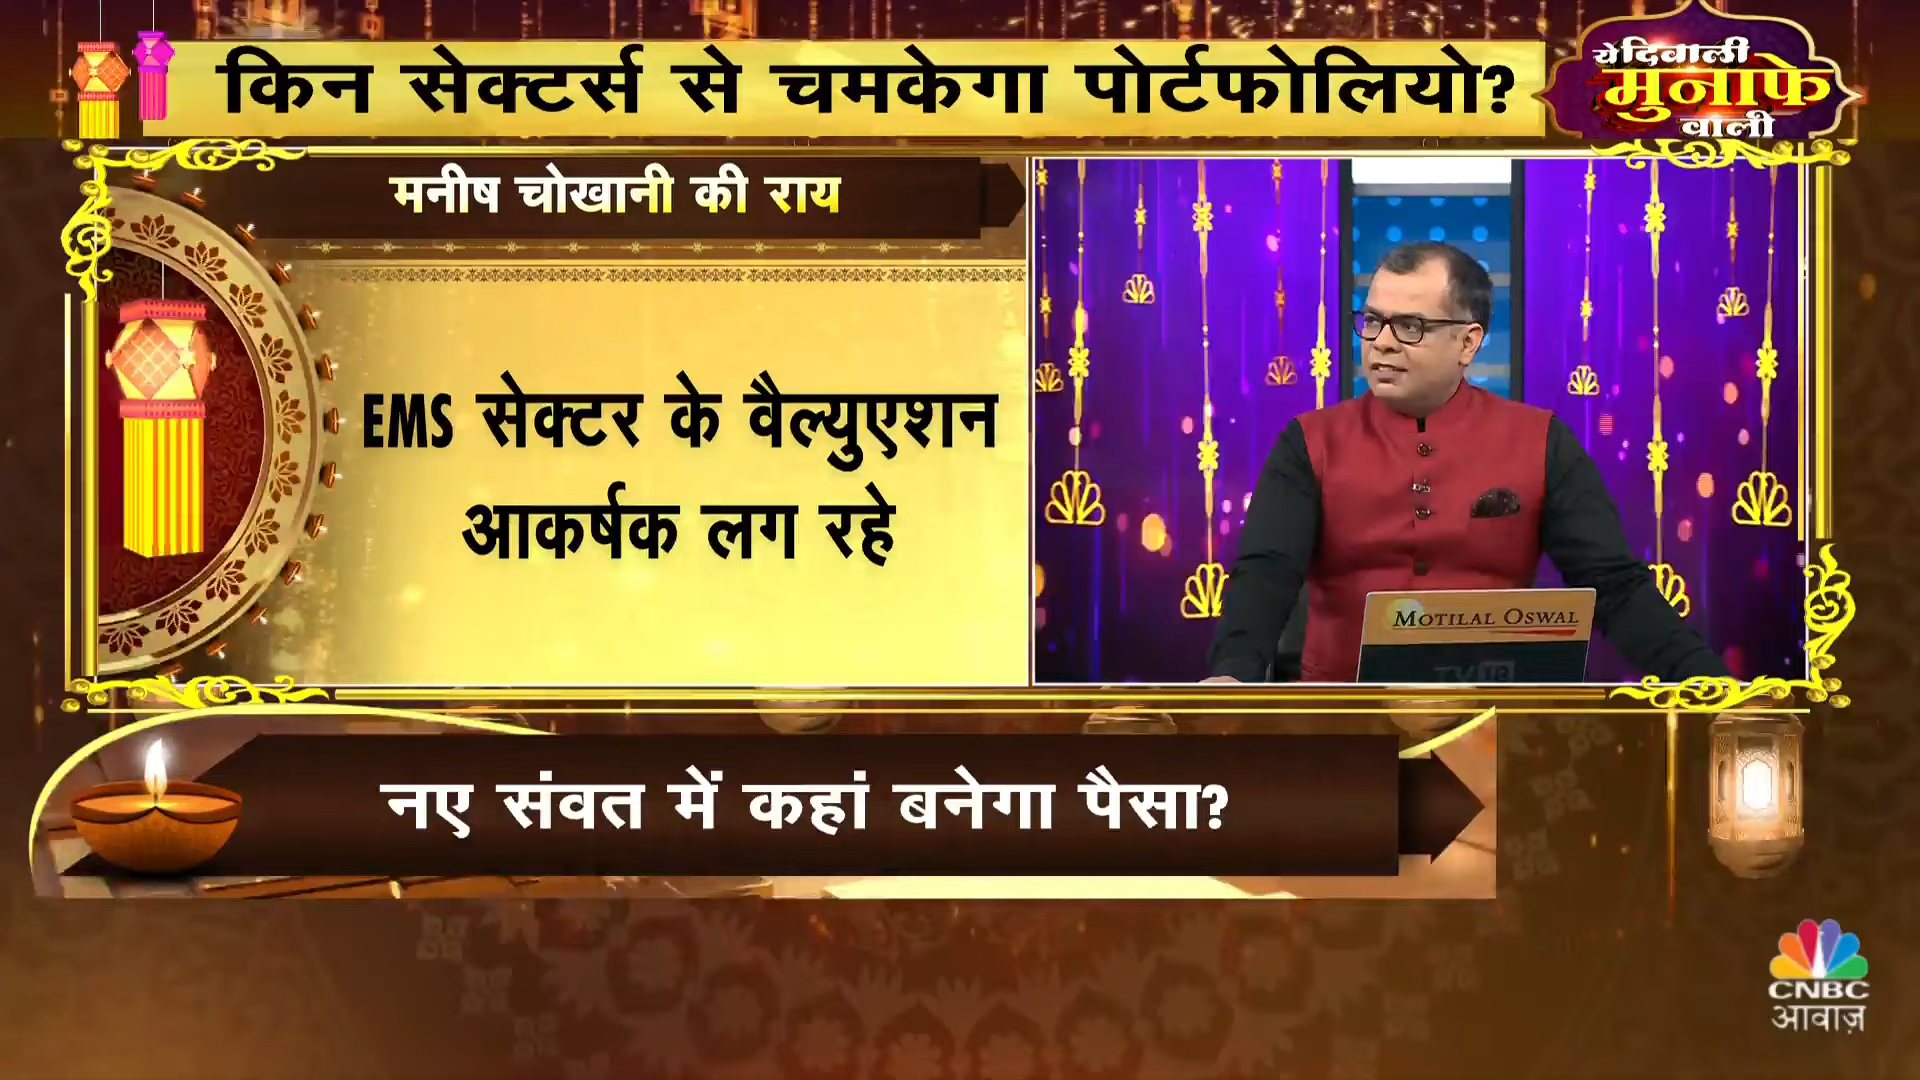 किन सेक्टर्स से चमकेगा पोर्टफोलियो?
ये दिवाली
मुनाफे
वाली
मनीष चोखानी की राय
EMS सेक्टर के वैल्युएशन
आकर्षक लग रहे
MOTILAL OSWAL
TV18
नए संवत में कहां बनेगा पैसा?
CNBC
आवाज़